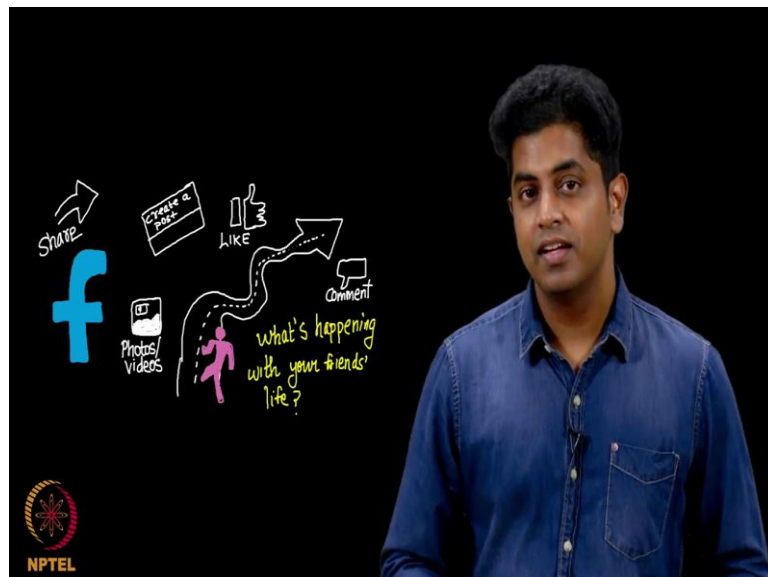 Share
create a
post
LIKE
Comment
Photos/
videos
What's happening
with your friends'
life?
NPTEL